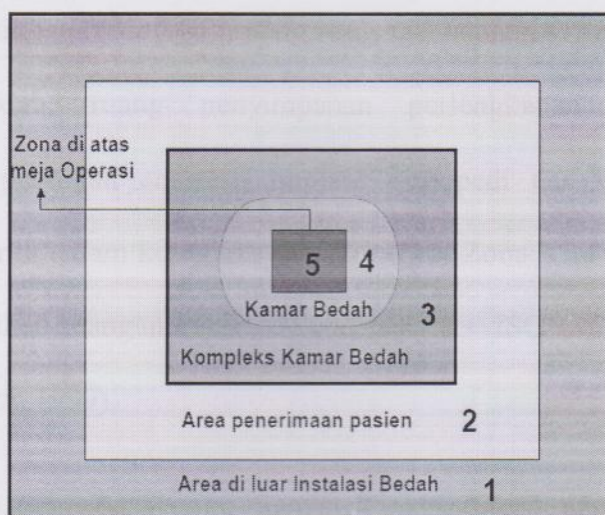 Zona di atas
meja Operasi
5 4
Kamar Bedah 3
Kompleks Kamar Bedah
Area penerimaan pasien 2
Area di luar Instalasi Bedah 1